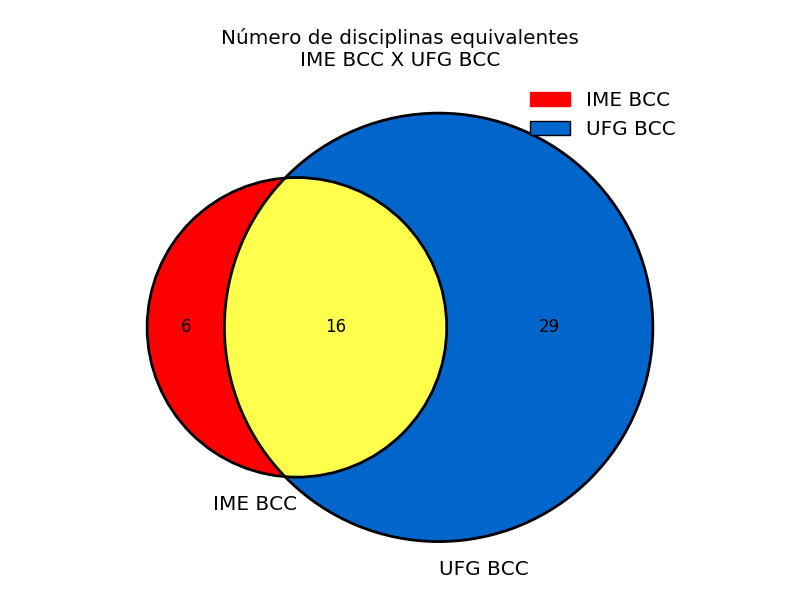 Número de disciplinas equivalentes
IME BCC X UFG BCC
IME BCC
UFG BCC
6
16
29
IME BCC
UFG BCC